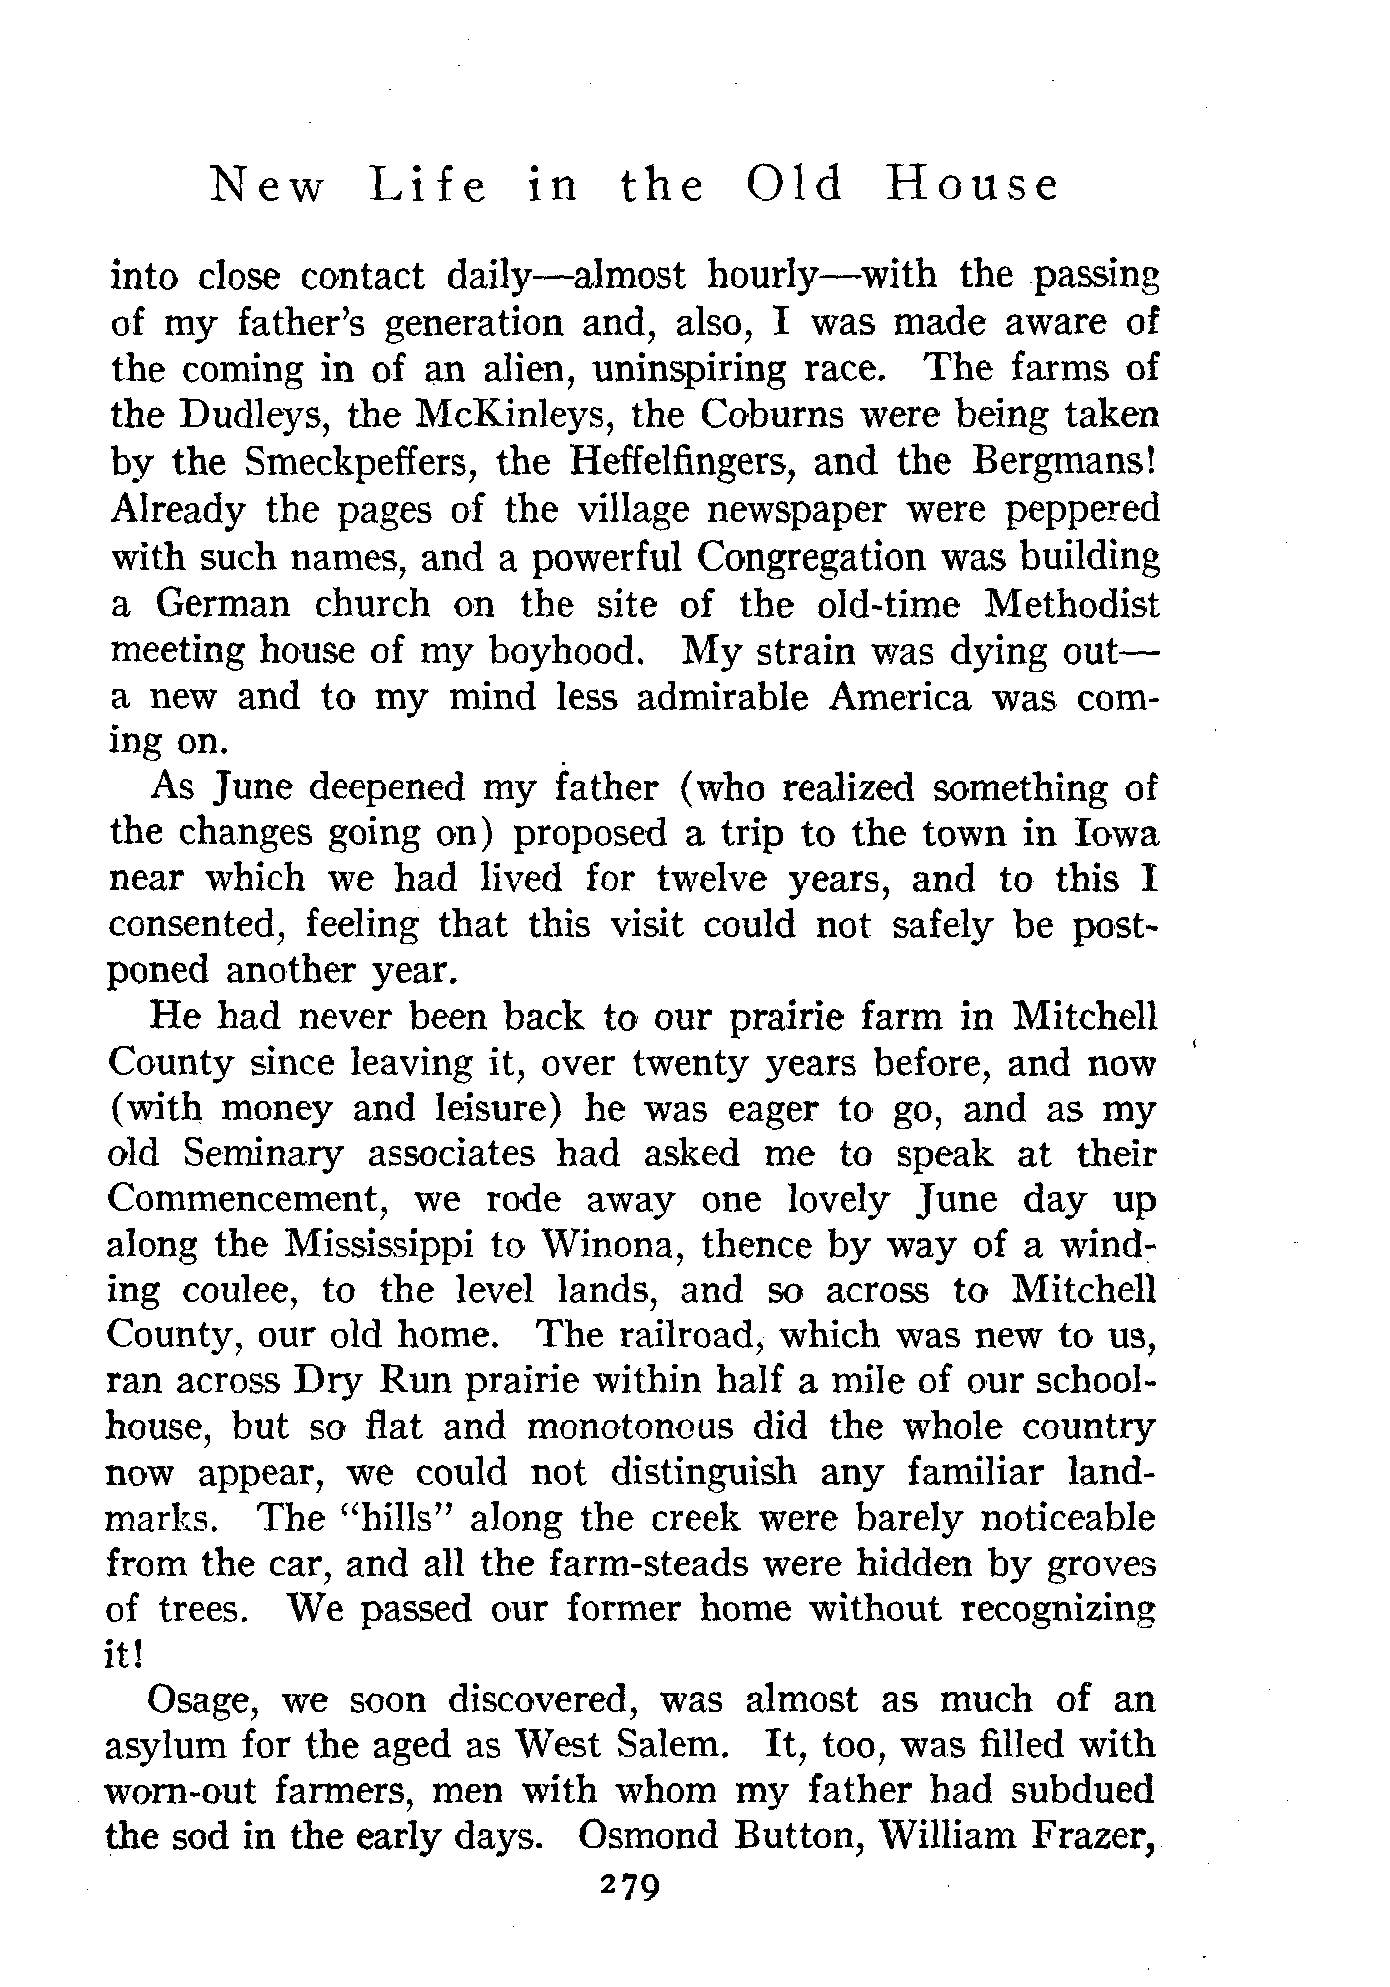 New Life in the Old House
into close contact daily—almost hourly—with the passing
of my father's generation and, also, I was made aware of
the coming in of an alien, uninspiring race. The farms of
the Dudleys, the McKinleys, the Coburns were being taken
by the Smeckpeffers, the Heffelfingers, and the Bergmans!
Already the pages of the village newspaper were peppered
with such names, and a powerful Congregation was building
a German church on the site of the old-time Methodist
meeting house of my boyhood. My strain was dying out—
a new and to my mind less admirable America was com-
ing on.
As June deepened my father (who realized something of
the changes going on) proposed a trip to the town in Iowa
near which we had lived for twelve years, and to this I
consented, feeling that this visit could not safely be post-
poned another year.
He had never been back to our prairie farm in Mitchell
County since leaving it, over twenty years before, and now
(with money and leisure) he was eager to go, and as my
old Seminary associates had asked me to speak at their
Commencement, we rode away one lovely June day up
along the Mississippi to Winona, thence by way of a wind-
ing coulee, to the level lands, and so across to Mitchell
County, our old home. The railroad, which was new to us,
ran across Dry Run prairie within half a mile of our school-
house, but so flat and monotonous did the whole country
now appear, we could not distinguish any familiar land-
marks. The "hills" along the creek were barely noticeable
from the car, and all the farm-steads were hidden by groves
of trees. We passed our former home without recognizing
it!
Osage, we soon discovered, was almost as much of an
asylum for the aged as West Salem. It, too, was filled with
worn-out farmers, men with whom my father had subdued
the sod in the early days. Osmond Button, William Frazer,
279